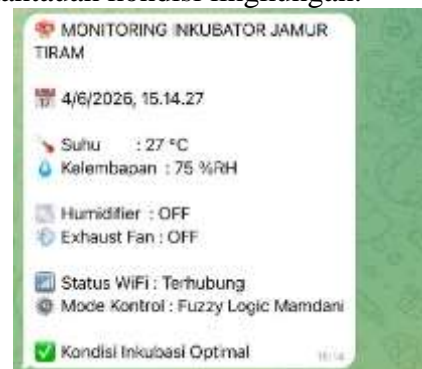 🍄 MONITORING INKUBATOR JAMUR
TIRAM
📅 4/6/2026, 15.14.27
🌡 Suhu : 27 °C
💧 Kelembapan : 75 %RH
Humidifier : OFF
Exhaust Fan : OFF
Status WiFi : Terhubung
⚙ Mode Kontrol : Fuzzy Logic Mamdani
✅ Kondisi Inkubasi Optimal